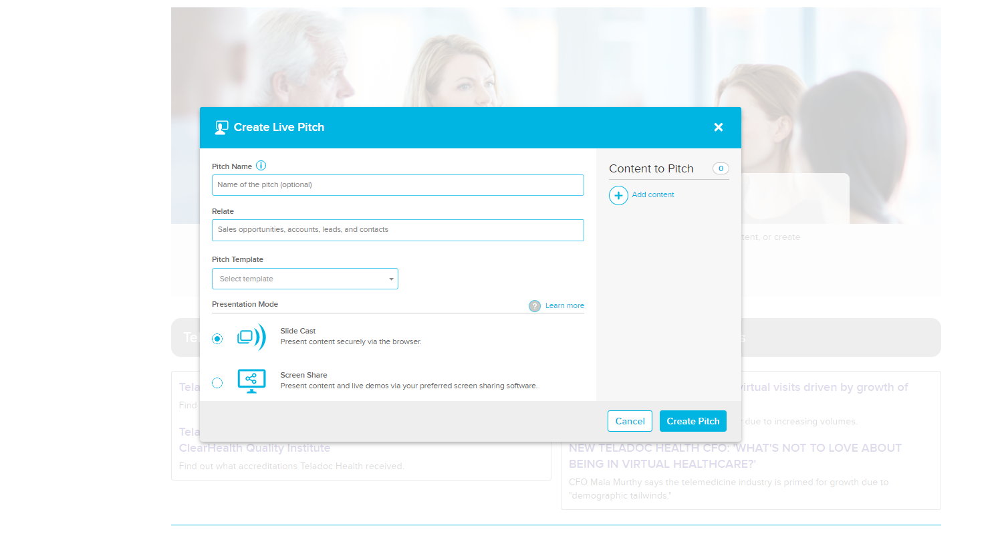 Create Live Pitch
Pitch Name
Name of the pitch (optional)
Relate
Sales opportunities, accounts, leads, and contacts
Pitch Template
Select template
Presentation Mode
? Learn more
Slide Cast
Present content securely via the browser.
Screen Share
Present content and live demos via your preferred screen sharing software.
Content to Pitch 0
Add content
Cancel
Create Pitch
tent, or create
Te
s
Tela
Find
Tela
ClearHealth Quality Institute
Find out what accreditations Teladoc Health received.
virtual visits driven by growth of
due to increasing volumes.
NEW TELADOC HEALTH CFO: 'WHAT'S NOT TO LOVE ABOUT
BEING IN VIRTUAL HEALTHCARE?'
CFO Mala Murthy says the telemedicine industry is primed for growth due to
"demographic tailwinds."